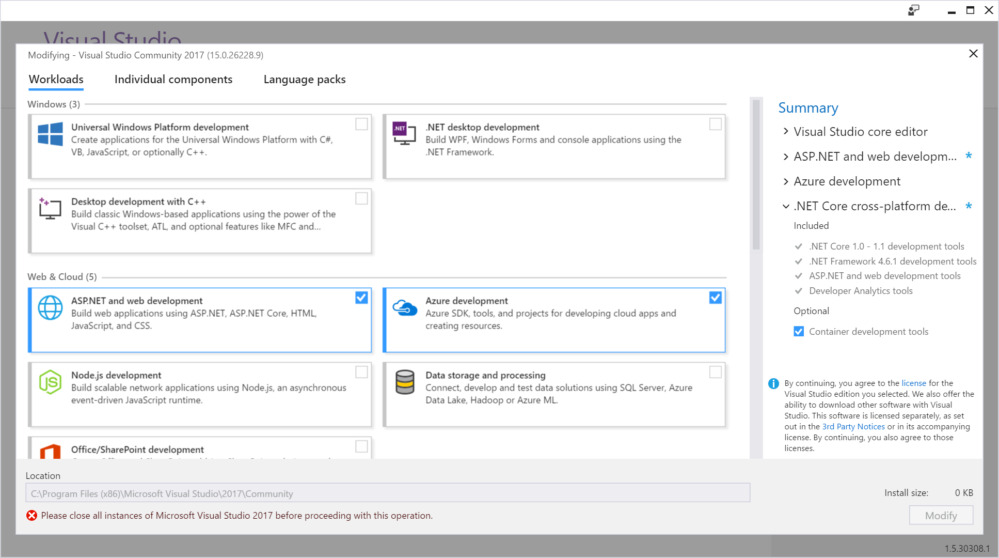 Visual Studio
Modifying - Visual Studio Community 2017 (15.0.26228.9)
Workloads
Individual components
Language packs
Windows (3)
Universal Windows Platform development
Create applications for the Universal Windows Platform with C#,
VB, JavaScript, or optionally C++.
.NET
.NET desktop development
Build WPF, Windows Forms and console applications using the
.NET Framework.
Desktop development with C++
Build classic Windows-based applications using the power of the
Visual C++ toolset, ATL, and optional features like MFC and...
Web & Cloud (5)
ASP.NET and web development
Build web applications using ASP.NET, ASP.NET Core, HTML,
JavaScript, and CSS.
Azure development
Azure SDK, tools, and projects for developing cloud apps and
creating resources.
JS
Node.js development
Build scalable network applications using Node.js, an asynchronous
event-driven JavaScript runtime.
Data storage and processing
Connect, develop and test data solutions using SQL Server, Azure
Data Lake, Hadoop or Azure ML.
Office/SharePoint development
Summary
Visual Studio core editor
ASP.NET and web developm... *
Azure development
.NET Core cross-platform de... *
Included
.NET Core 1.0 - 1.1 development tools
.NET Framework 4.6.1 development tools
ASP.NET and web development tools
Developer Analytics tools
Optional
Container development tools
By continuing, you agree to the license for the
Visual Studio edition you selected. We also offer the
ability to download other software with Visual
Studio. This software is licensed separately, as set
out in the 3rd Party Notices or in its accompanying
license. By continuing, you also agree to those
licenses.
Location
C:\Program Files (x86)\Microsoft Visual Studio\2017\Community
Install size: 0 KB
Please close all instances of Microsoft Visual Studio 2017 before proceeding with this operation.
Modify
1.5.30308.1